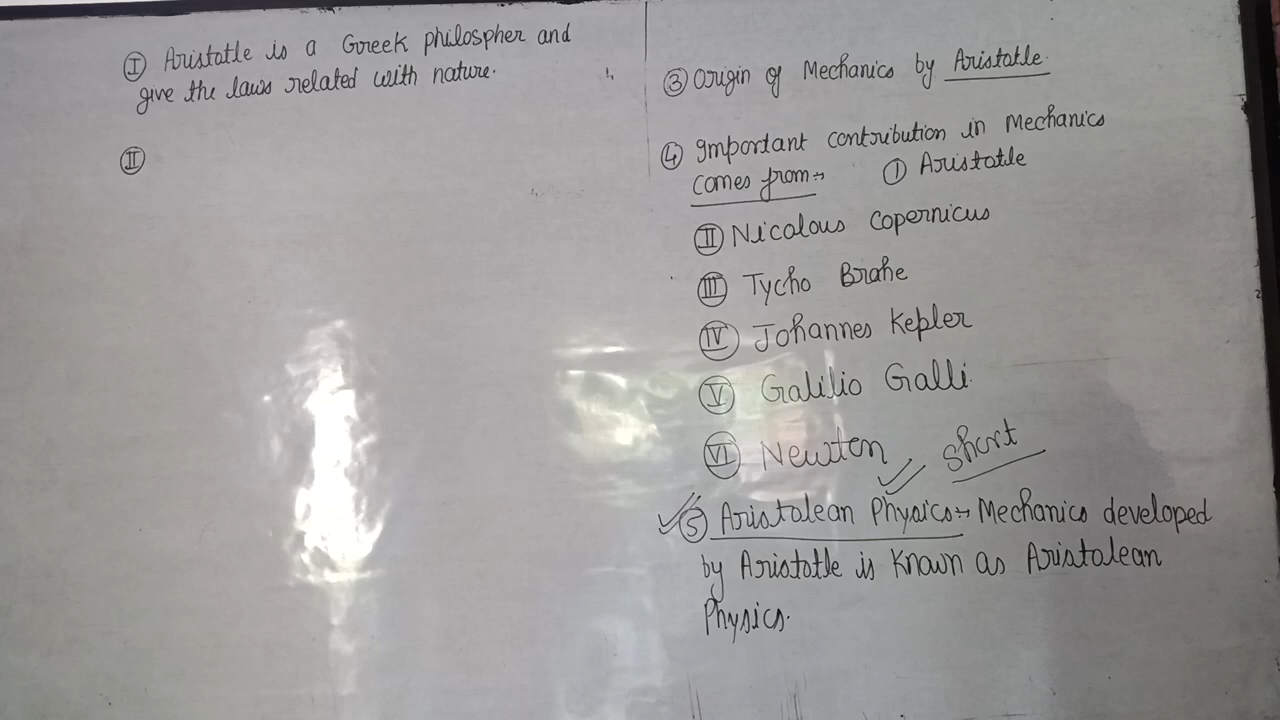 Ⓘ Aristotle is a Greek philospher and
give the laws related with nature.
Ⓘⓘ
③ Origin of Mechanics by Aristotle.
④ Important contribution in Mechanics
comes from→ ① Aristotle
Ⓘⓘ Nicolous Copernicus
Ⓘⓘⓘ Tycho Brahe
ⒾⓋ Johannes Kepler
Ⓥ Galilio Galli
ⓋⒾ Newton
Short
⑤ Aristolean Physics→ Mechanics developed
by Aristotle is Known as Aristolean
Physics.